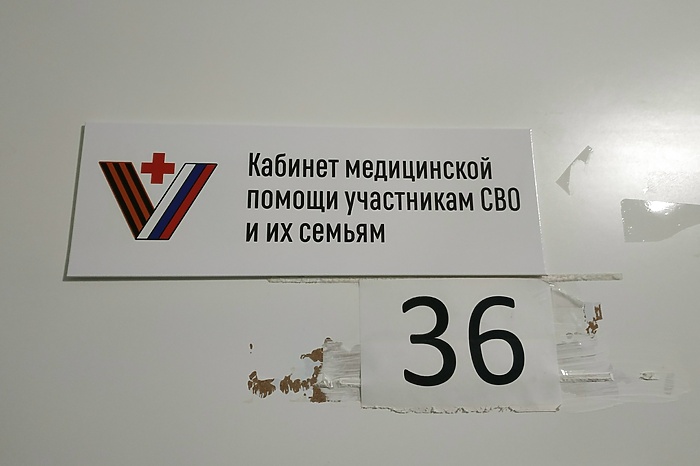 Кабинет медицинской
помощи участникам СВО
и их семьям
36